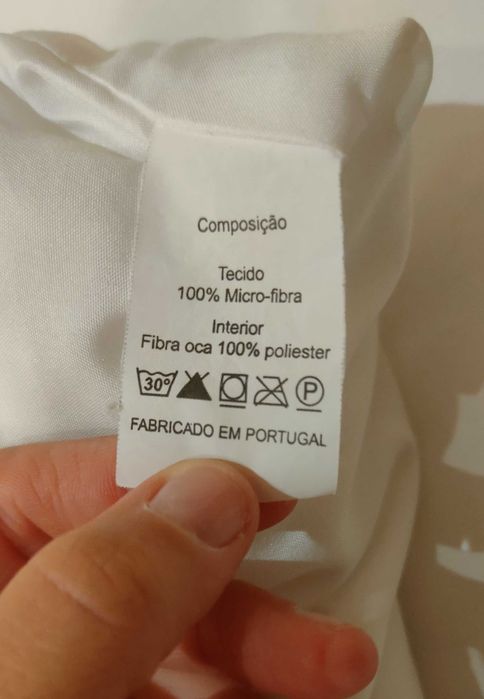 Composição
Tecido
100% Micro-fibra
Interior
Fibra oca 100% poliester
30° P
FABRICADO EM PORTUGAL